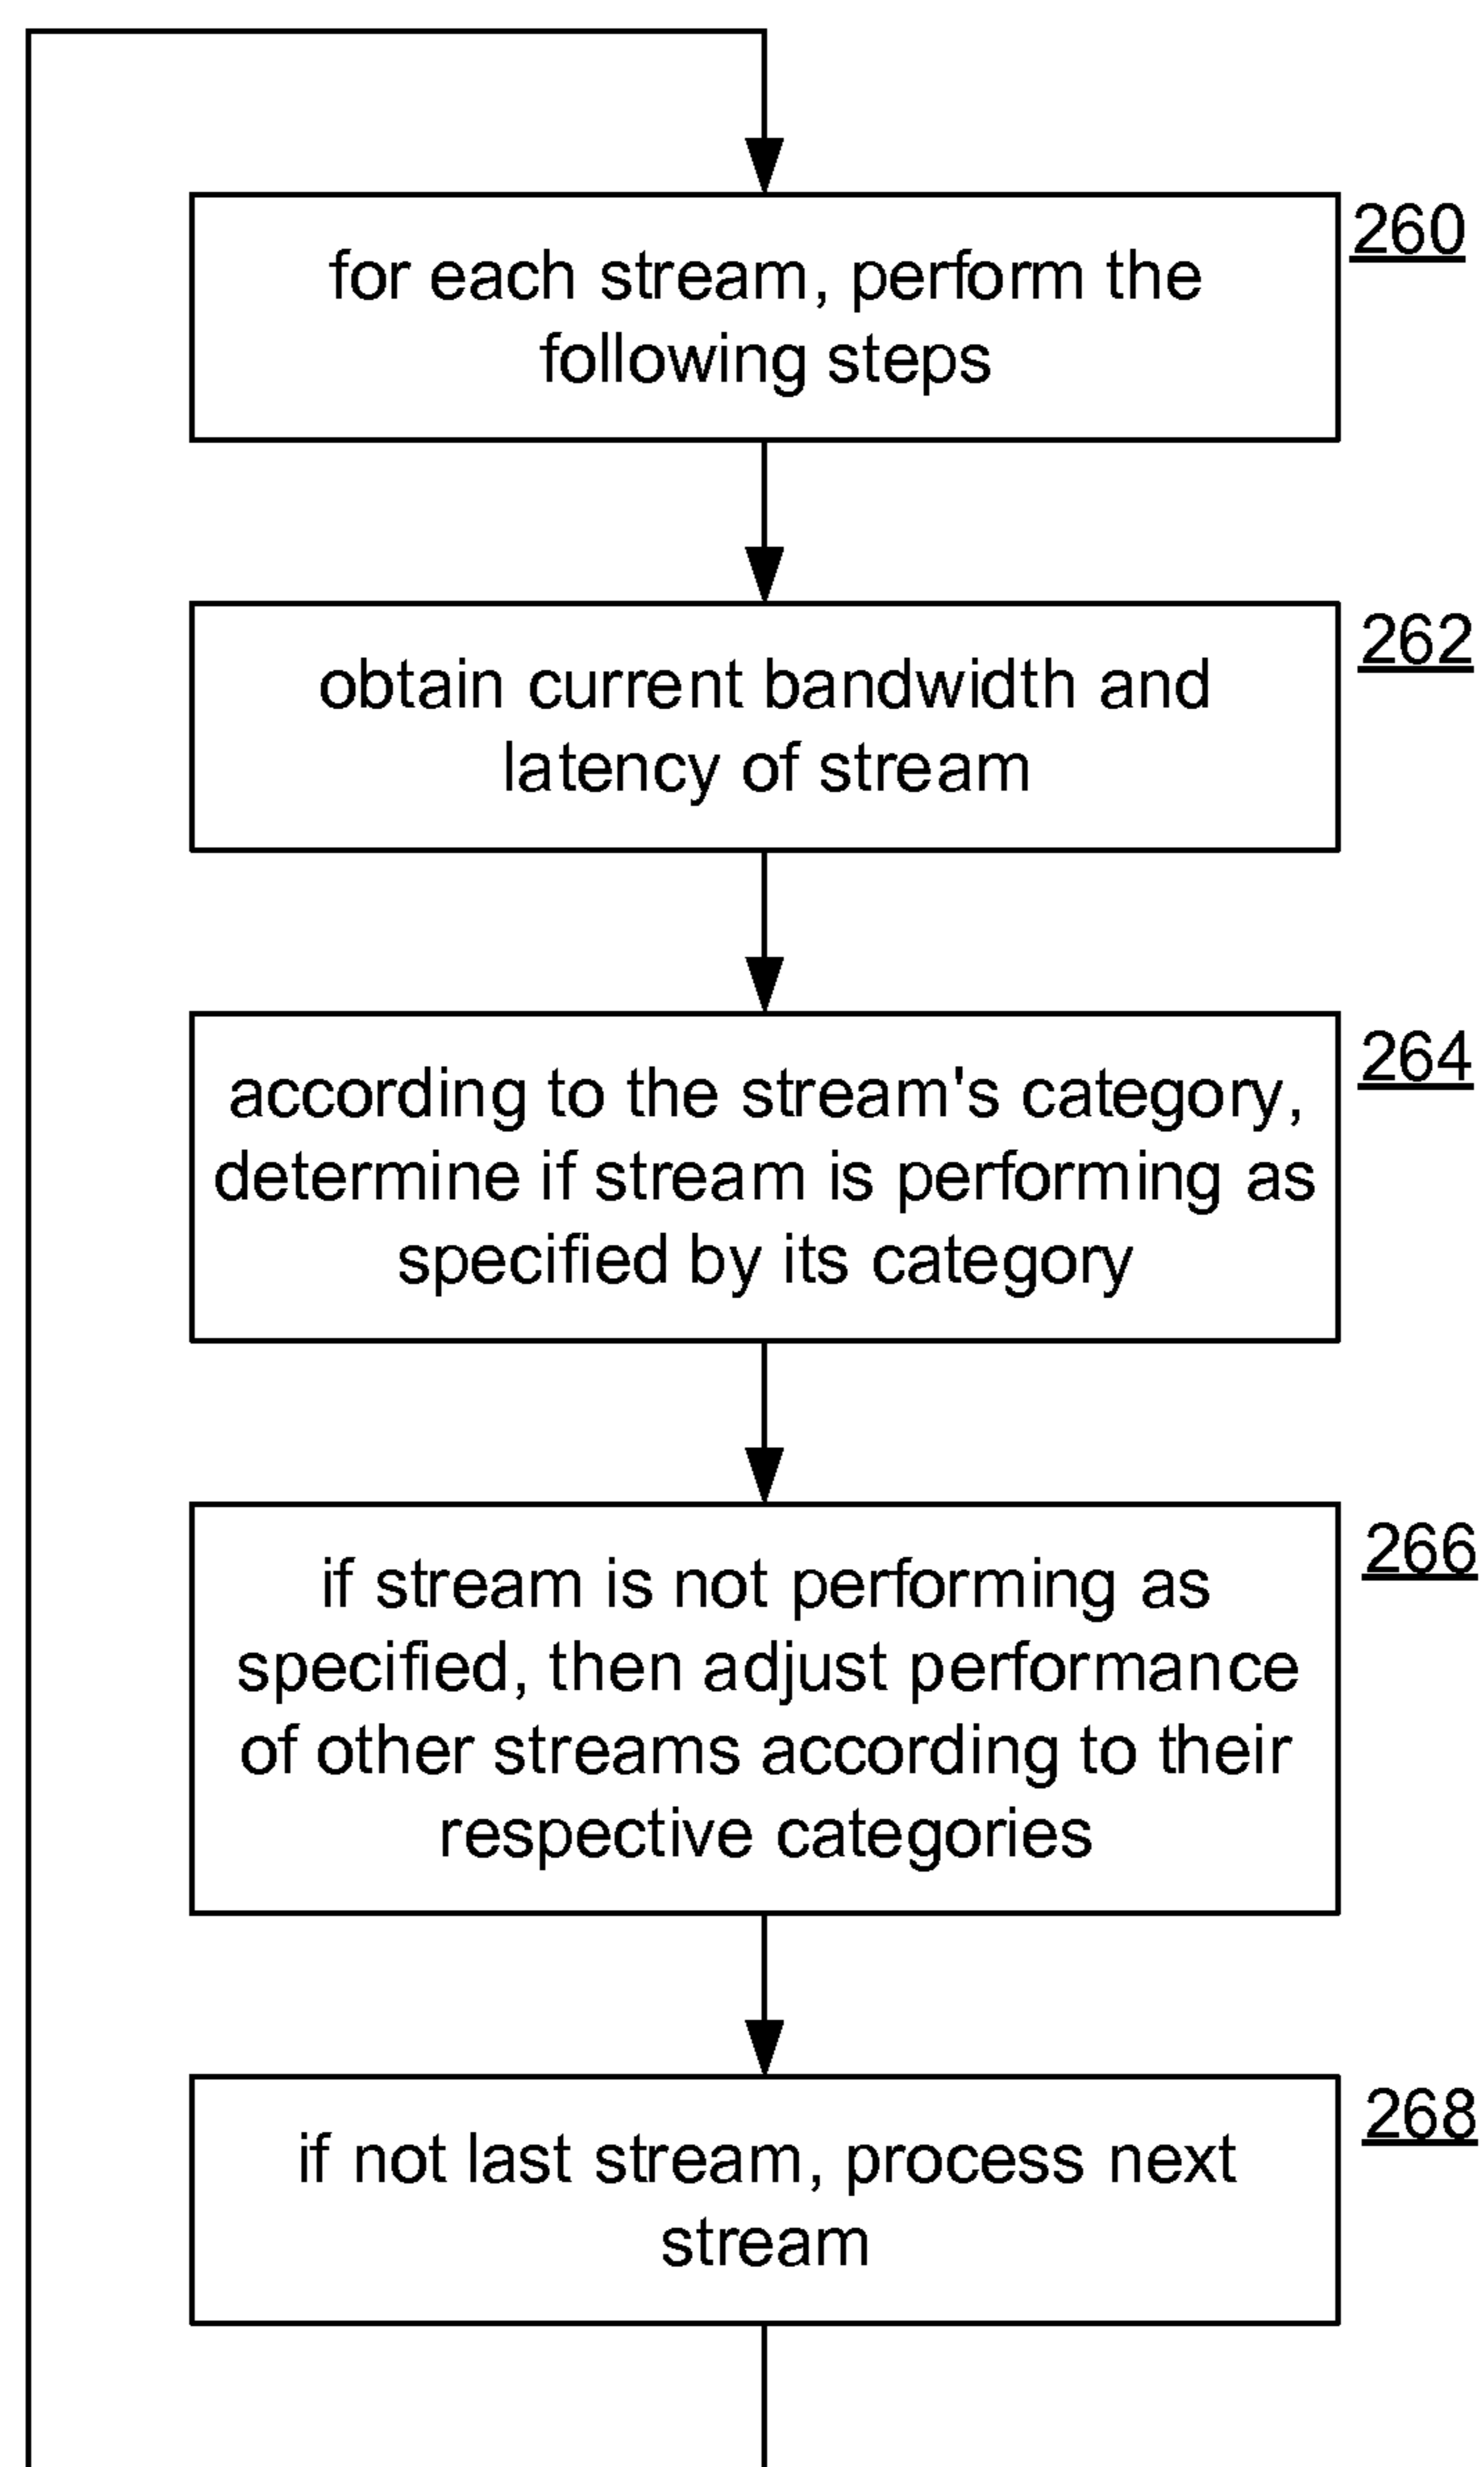 260
for each stream, perform the
following steps
262
obtain current bandwidth and
latency of stream
264
according to the stream's category,
determine if stream is performing as
specified by its category
266
if stream is not performing as
specified, then adjust performance
of other streams according to their
respective categories
268
if not last stream, process next
stream